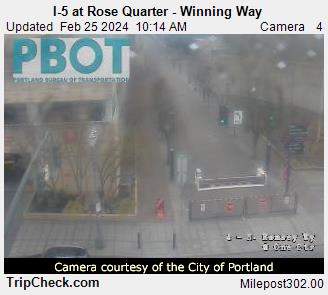 I-5 at Rose Quarter - Winning Way
Updated Feb 25 2024 10:14 AM Camera 4
PBOT
PORTLAND BUREAU OF TRANSPORTATION
Camera courtesy of the City of Portland
TripCheck.com Milepost302.00